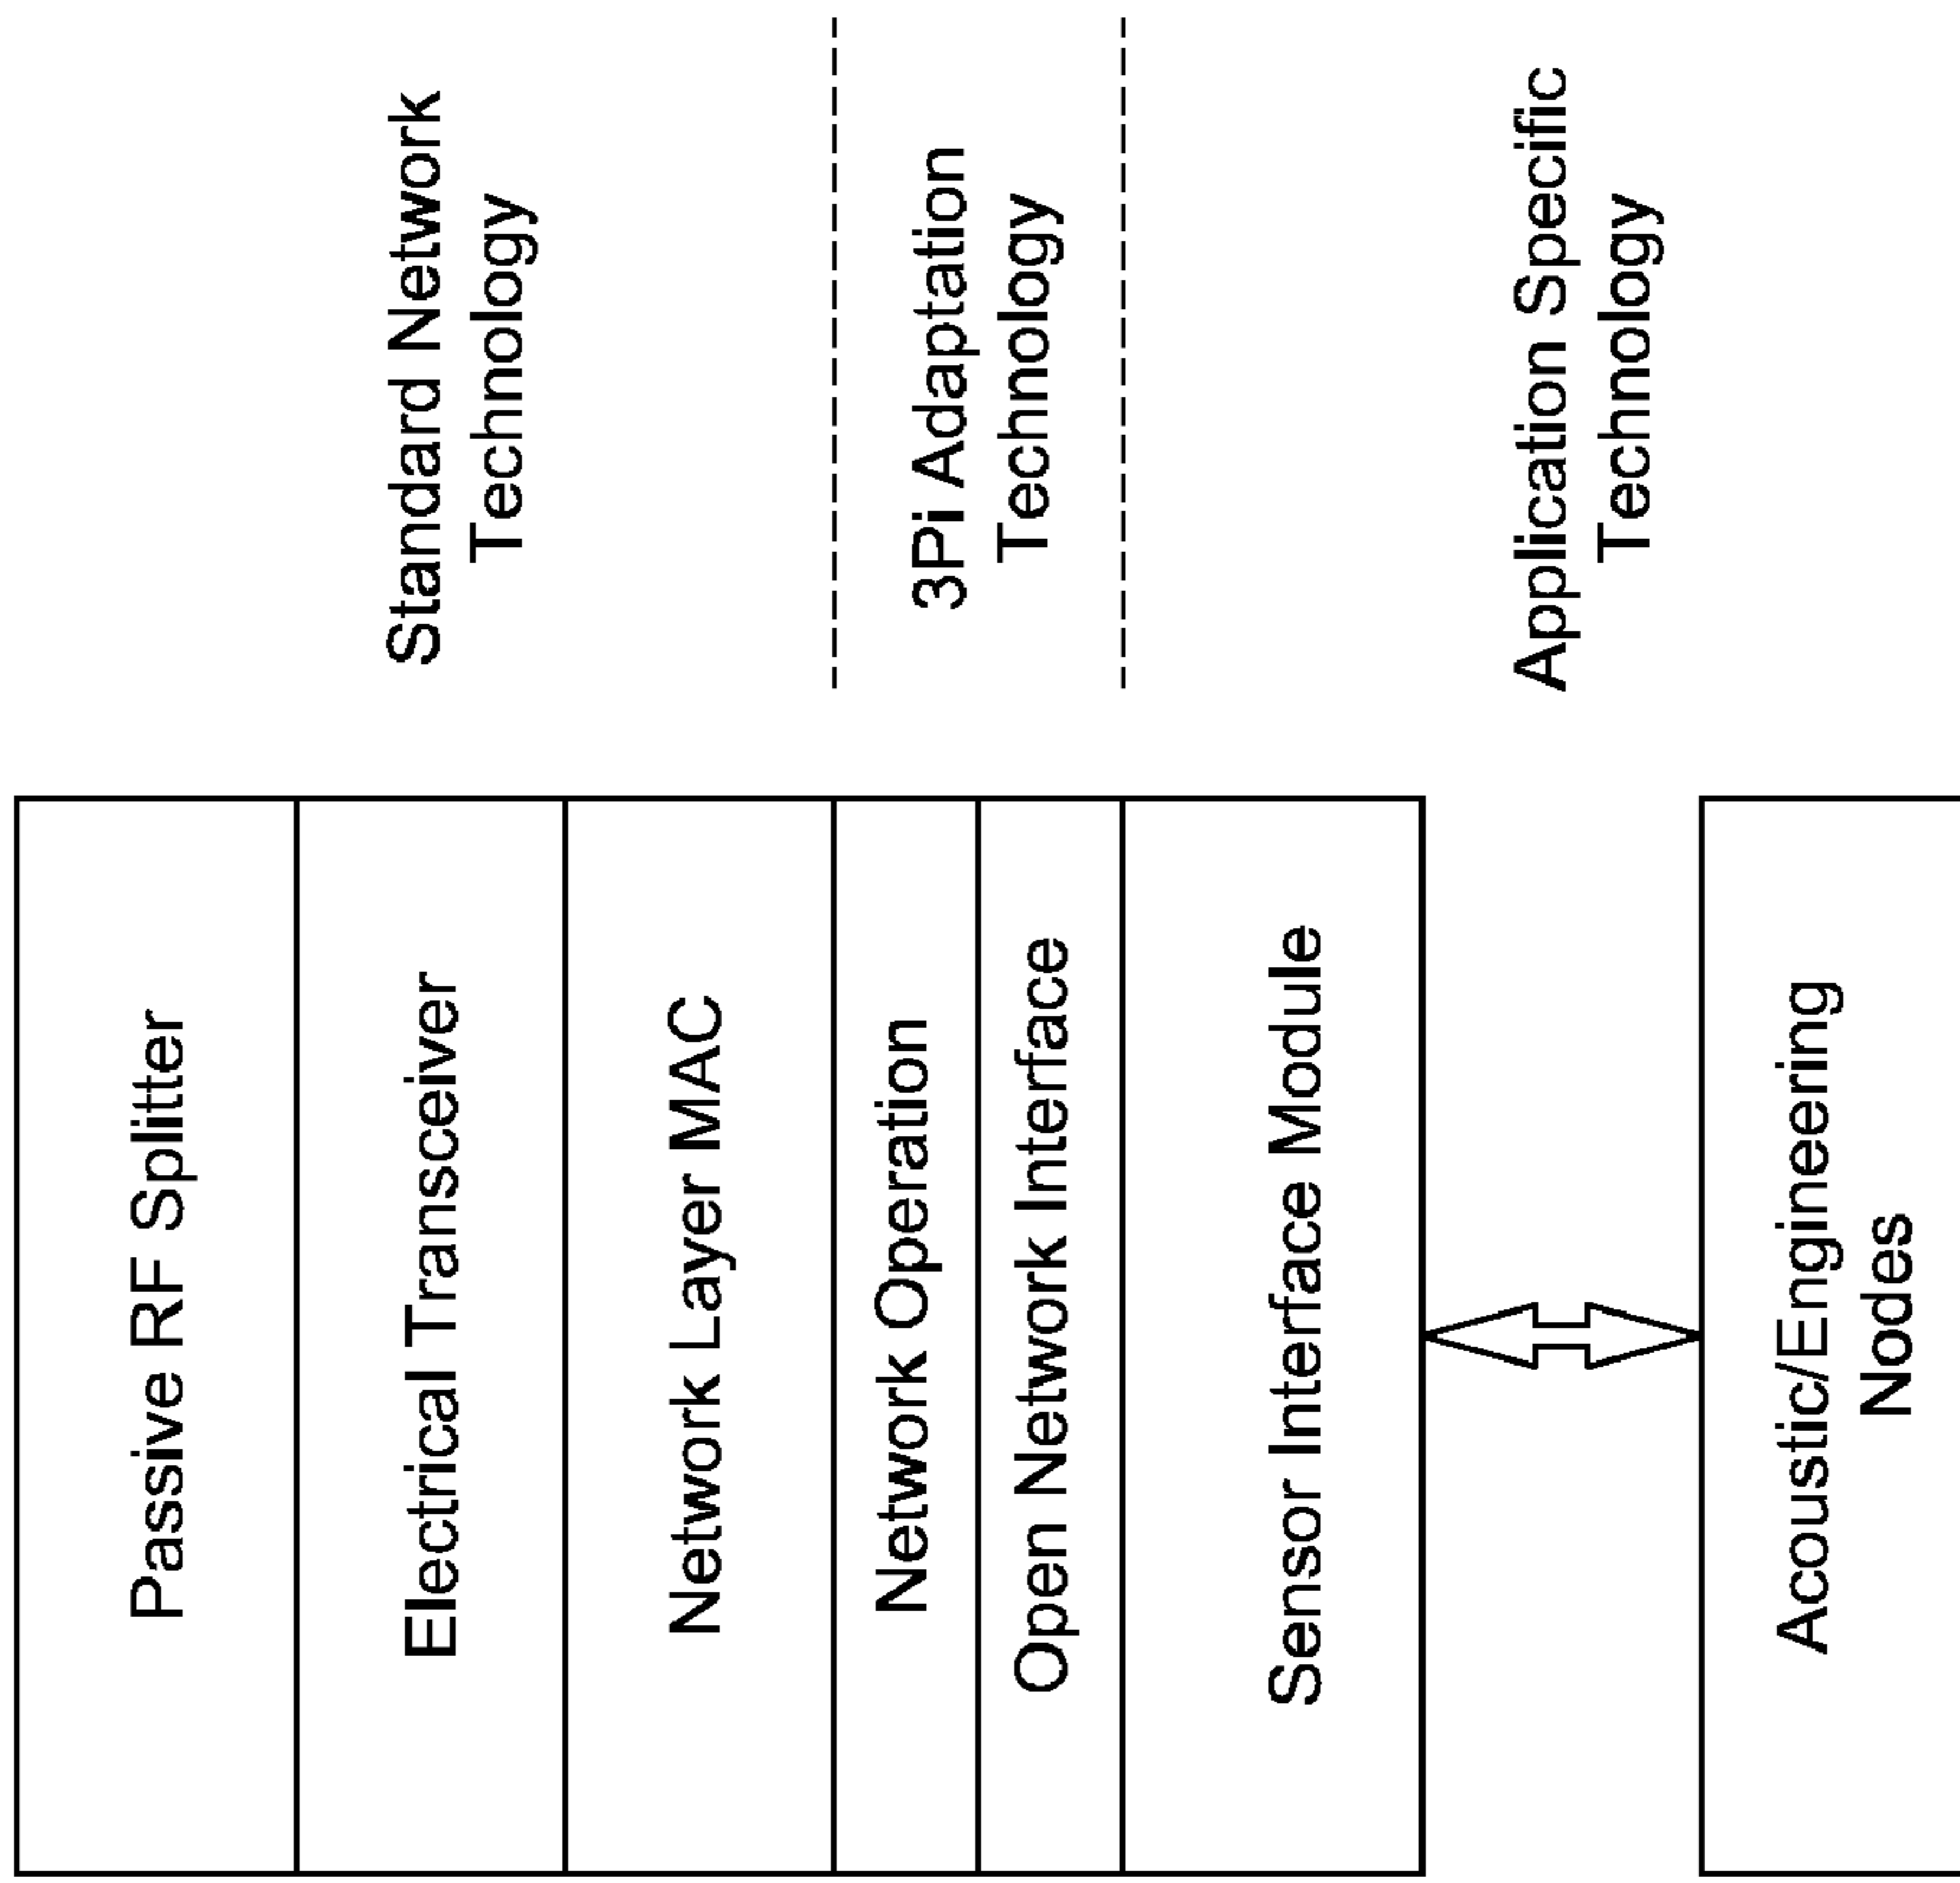 Passive RF Splitter
Electrical Transceiver
Network Layer MAC
Network Operation
Open Network Interface
Sensor Interface Module
Acoustic/Engineering
Nodes
Standard Network
Technology
3Pi Adaptation
Technology
Application Specific
Technology